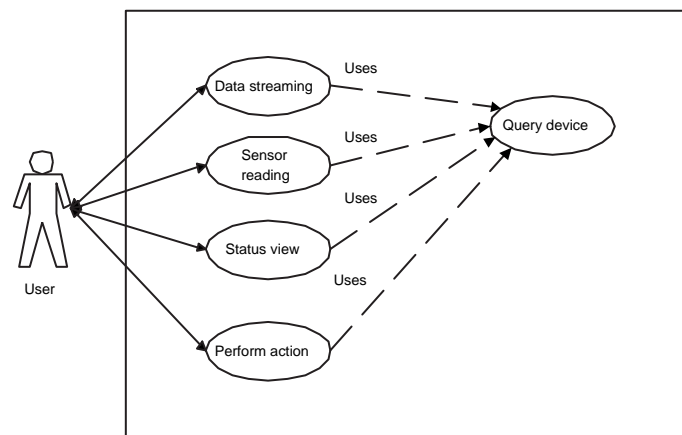 Uses
Data streaming
Query device
Uses
Sensor
reading
Uses
Status view
User
Uses
Perform action